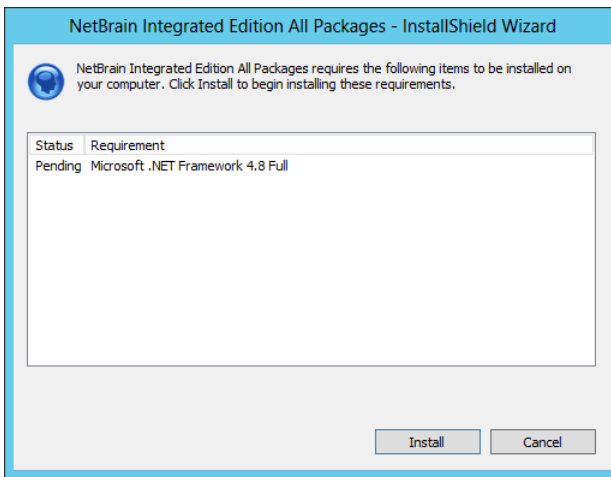 NetBrain Integrated Edition All Packages - InstallShield Wizard
NetBrain Integrated Edition All Packages requires the following items to be installed on
your computer. Click Install to begin installing these requirements.
Status Requirement
Pending Microsoft .NET Framework 4.8 Full
Install Cancel